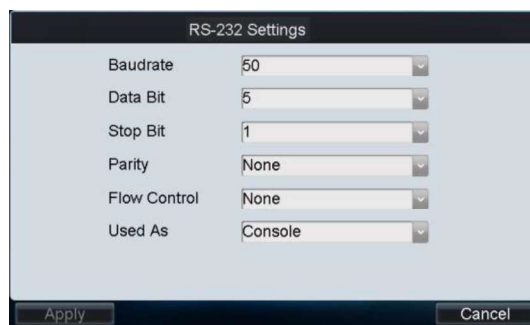 RS-232 Settings
Baudrate 50
Data Bit 5
Stop Bit 1
Parity None
Flow Control None
Used As Console
Apply Cancel